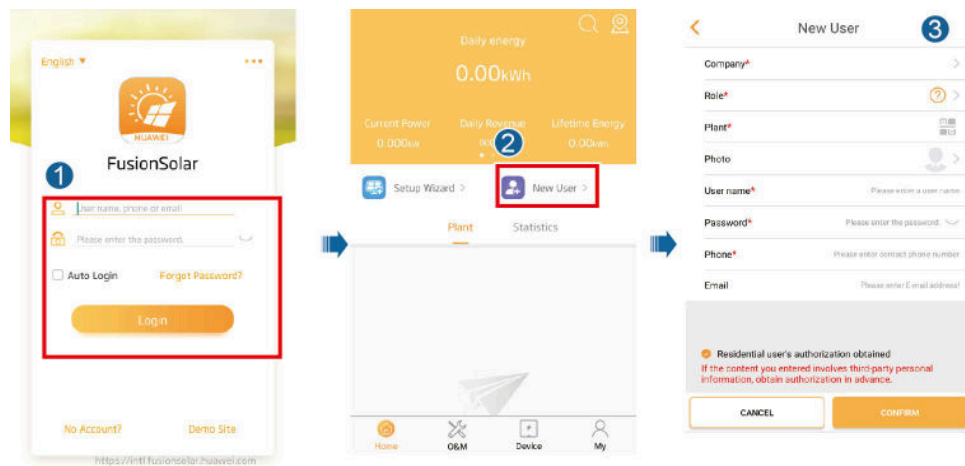 English
HUAWEI
FusionSolar
1
User name, phone or email
Please enter the password.
Auto Login Forgot Password?
Login
No Account? Demo Site
https://intl.fusionsolar.huawei.com
Daily energy
0.00kWh
Current Power Daily Revenue Lifetime Energy
0.000kW 0.00kWh
2
Setup Wizard > New User >
Plant Statistics
Home O&M Device My
New User
3
Company*
Role* ?
Plant*
Photo
User name* Please enter a user name.
Password* Please enter the password.
Phone* Please enter contact phone number
Email Please enter E-mail address!
Residential user's authorization obtained
If the content you entered involves third-party personal
information, obtain authorization in advance.
CANCEL CONFIRM